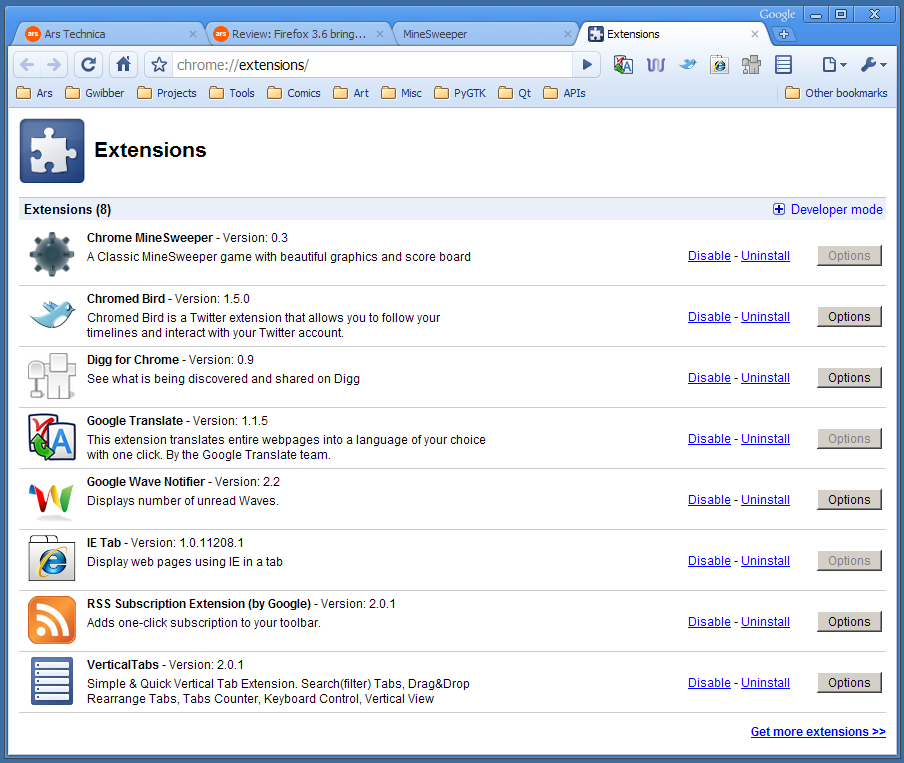 Google
Ars Technica
Review: Firefox 3.6 bring...
MineSweeper
Extensions
chrome://extensions/
Ars
Gwibber
Projects
Tools
Comics
Art
Misc
PyGTK
Qt
APIs
Other bookmarks
Extensions
Extensions (8)
Developer mode
Chrome MineSweeper - Version: 0.3
A Classic MineSweeper game with beautiful graphics and score board
Disable - Uninstall
Options
Chromed Bird - Version: 1.5.0
Chromed Bird is a Twitter extension that allows you to follow your
timelines and interact with your Twitter account.
Disable - Uninstall
Options
Digg for Chrome - Version: 0.9
See what is being discovered and shared on Digg
Disable - Uninstall
Options
Google Translate - Version: 1.1.5
This extension translates entire webpages into a language of your choice
with one click. By the Google Translate team.
Disable - Uninstall
Options
Google Wave Notifier - Version: 2.2
Displays number of unread Waves.
Disable - Uninstall
Options
IE Tab - Version: 1.0.11208.1
Display web pages using IE in a tab
Disable - Uninstall
Options
RSS Subscription Extension (by Google) - Version: 2.0.1
Adds one-click subscription to your toolbar.
Disable - Uninstall
Options
VerticalTabs - Version: 2.0.1
Simple & Quick Vertical Tab Extension. Search(filter) Tabs, Drag&Drop
Rearrange Tabs, Tabs Counter, Keyboard Control, Vertical View
Disable - Uninstall
Options
Get more extensions >>